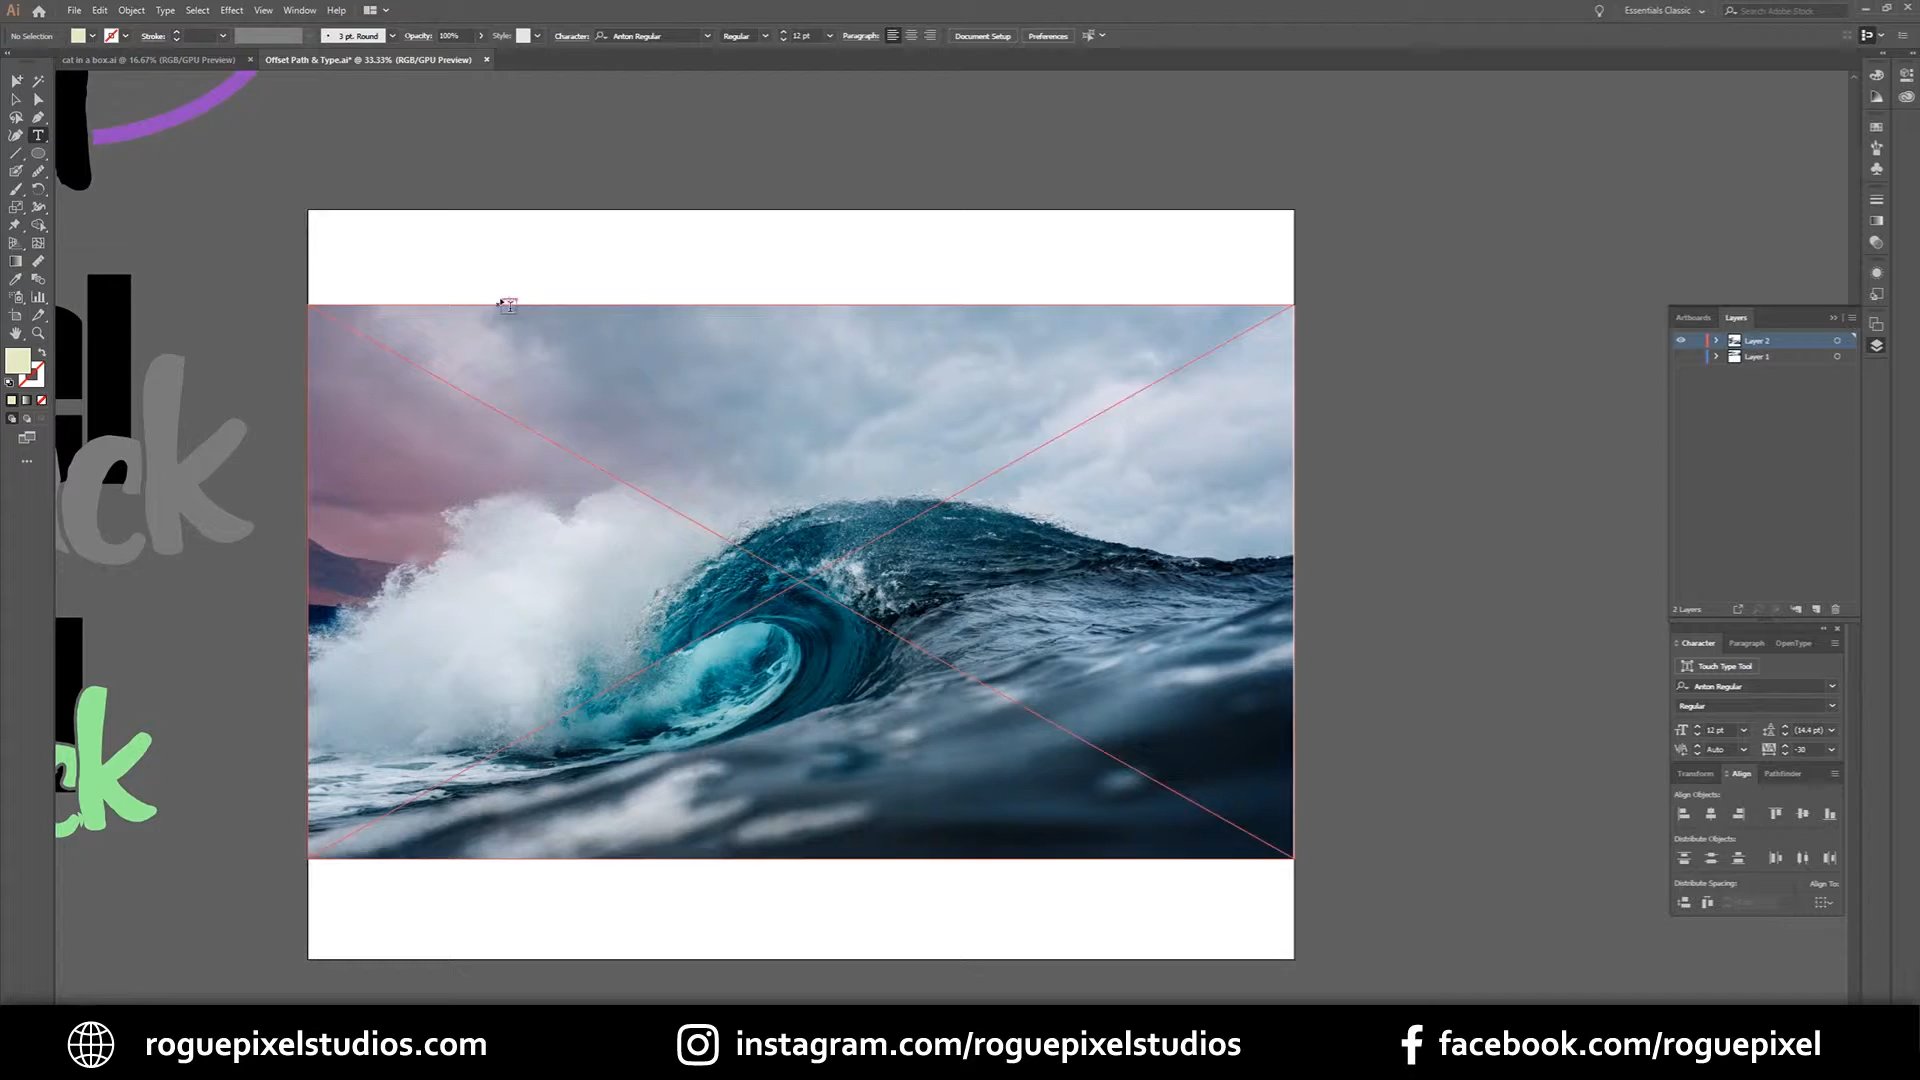 Ai File Edit Object Type Select Effect View Window Help Essentials Classic Search Adobe Stock
No Selection Stroke: 3 pt. Round Opacity: 100% Style: Character: Anton Regular Regular 12 pt Paragraph: Document Setup Preferences
cat in a box.ai @ 16.67% (RGB/GPU Preview) Offset Path & Type.ai* @ 33.33% (RGB/GPU Preview)
ck
ck
Artboards Layers
Layer 2
Layer 1
2 Layers
Character Paragraph OpenType
Touch Type Tool
Anton Regular
Regular
12 pt (14.4 pt)
Auto -30
Transform Align Pathfinder
Align Objects:
Distribute Objects:
Distribute Spacing: Align To:
roguepixelstudios.com instagram.com/roguepixelstudios facebook.com/roguepixel